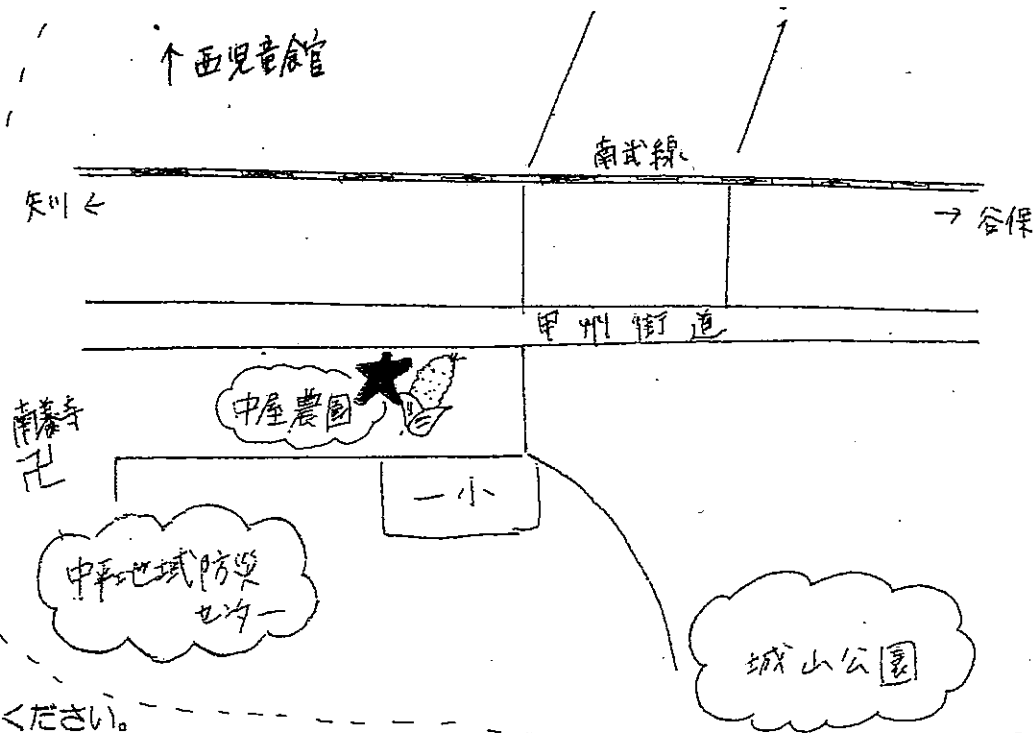 ↑西児童館
南武線
矢川 ←
→ 谷保
甲州街道
中屋農園
南養寺
卍
一小
中平地域防災
センター
城山公園
ください。